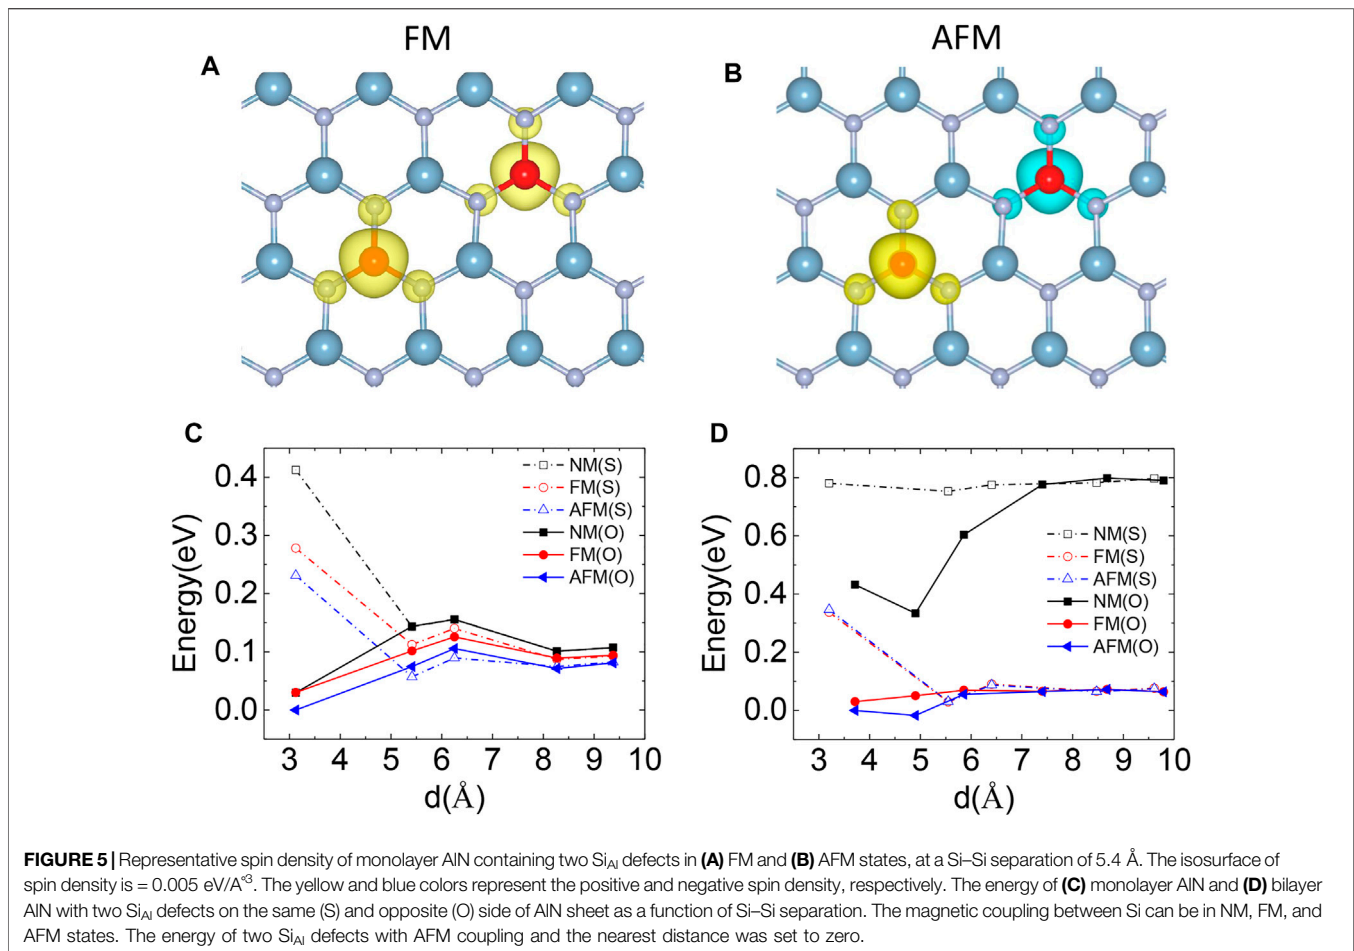 FM
AFM
A
B
C
D
Energy(eV)
0.4
0.3
0.2
0.1
0.0
3 4 5 6 7 8 9 10
d(Å)
NM(S)
FM(S)
AFM(S)
NM(O)
FM(O)
AFM(O)
Energy(eV)
0.8
0.6
0.4
0.2
0.0
3 4 5 6 7 8 9 10
d(Å)
NM(S)
FM(S)
AFM(S)
NM(O)
FM(O)
AFM(O)
FIGURE 5 | Representative spin density of monolayer AlN containing two SiAl defects in (A) FM and (B) AFM states, at a Si–Si separation of 5.4 Å. The isosurface of
spin density is = 0.005 eV/A°³. The yellow and blue colors represent the positive and negative spin density, respectively. The energy of (C) monolayer AlN and (D) bilayer
AlN with two SiAl defects on the same (S) and opposite (O) side of AlN sheet as a function of Si–Si separation. The magnetic coupling between Si can be in NM, FM, and
AFM states. The energy of two SiAl defects with AFM coupling and the nearest distance was set to zero.